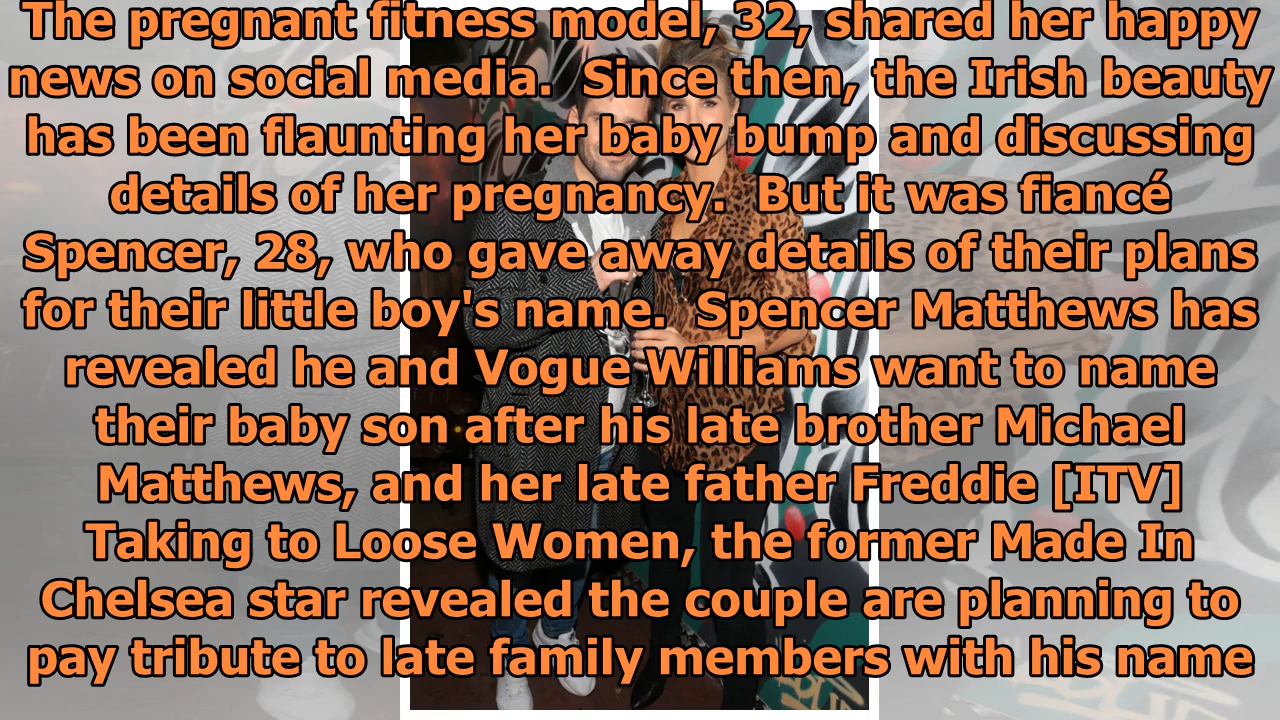 The pregnant fitness model, 32, shared her happy
news on social media.  Since then, the Irish beauty
has been flaunting her baby bump and discussing
details of her pregnancy.  But it was fiancé
Spencer, 28, who gave away details of their plans
for their little boy's name.  Spencer Matthews has
revealed he and Vogue Williams want to name
their baby son after his late brother Michael
Matthews, and her late father Freddie [ITV]
Taking to Loose Women, the former Made In
Chelsea star revealed the couple are planning to
pay tribute to late family members with his name